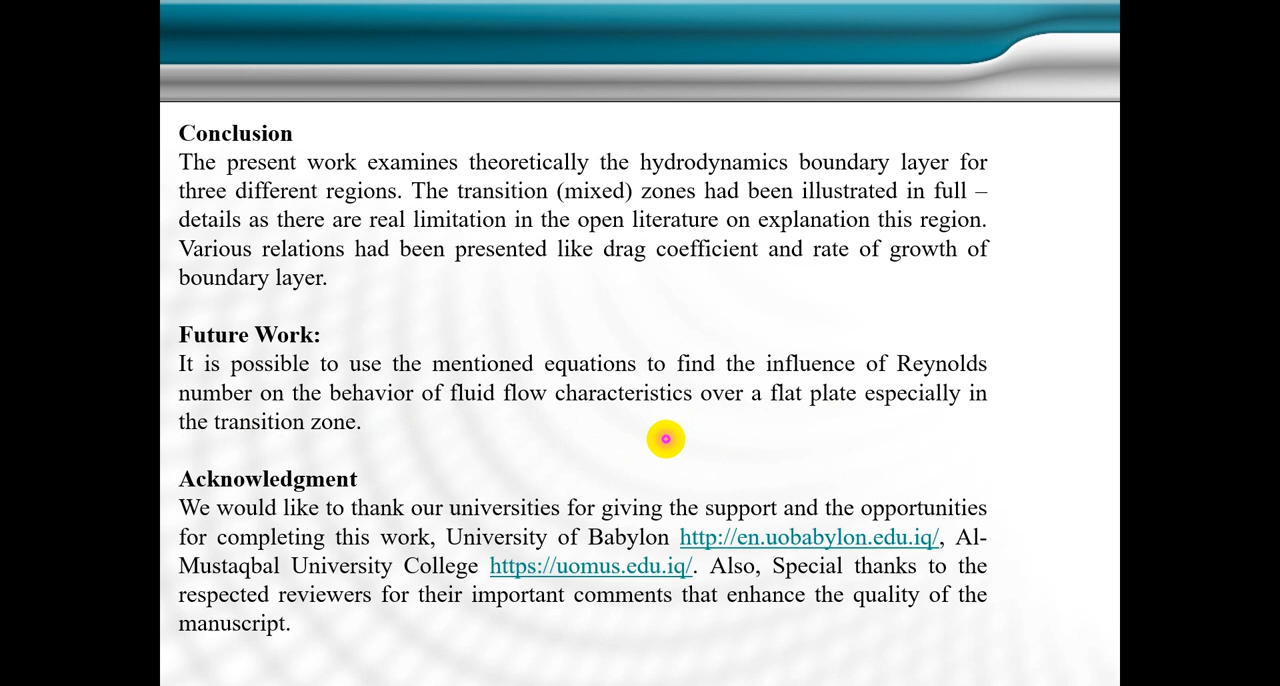 Conclusion
The present work examines theoretically the hydrodynamics boundary layer for
three different regions. The transition (mixed) zones had been illustrated in full –
details as there are real limitation in the open literature on explanation this region.
Various relations had been presented like drag coefficient and rate of growth of
boundary layer.
Future Work:
It is possible to use the mentioned equations to find the influence of Reynolds
number on the behavior of fluid flow characteristics over a flat plate especially in
the transition zone.
Acknowledgment
We would like to thank our universities for giving the support and the opportunities
for completing this work, University of Babylon http://en.uobabylon.edu.iq/, Al-
Mustaqbal University College https://uomus.edu.iq/. Also, Special thanks to the
respected reviewers for their important comments that enhance the quality of the
manuscript.